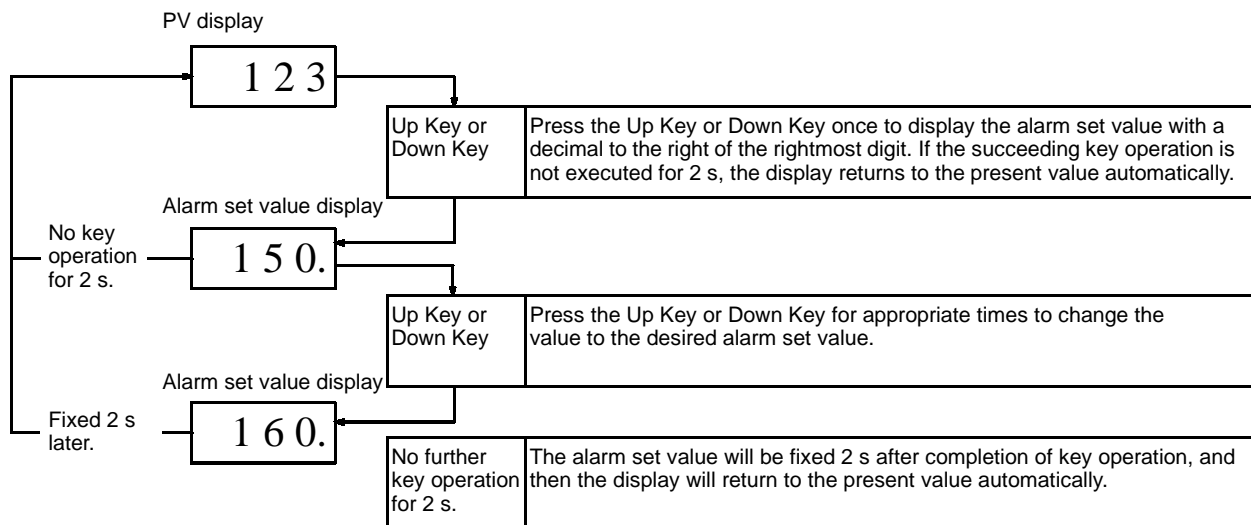 PV display
1 2 3
Up Key or
Down Key
Press the Up Key or Down Key once to display the alarm set value with a
decimal to the right of the rightmost digit. If the succeeding key operation is
not executed for 2 s, the display returns to the present value automatically.
Alarm set value display
No key
operation
for 2 s.
1 5 0.
Up Key or
Down Key
Press the Up Key or Down Key for appropriate times to change the
value to the desired alarm set value.
Alarm set value display
Fixed 2 s
later.
1 6 0.
No further
key operation
for 2 s.
The alarm set value will be fixed 2 s after completion of key operation, and
then the display will return to the present value automatically.